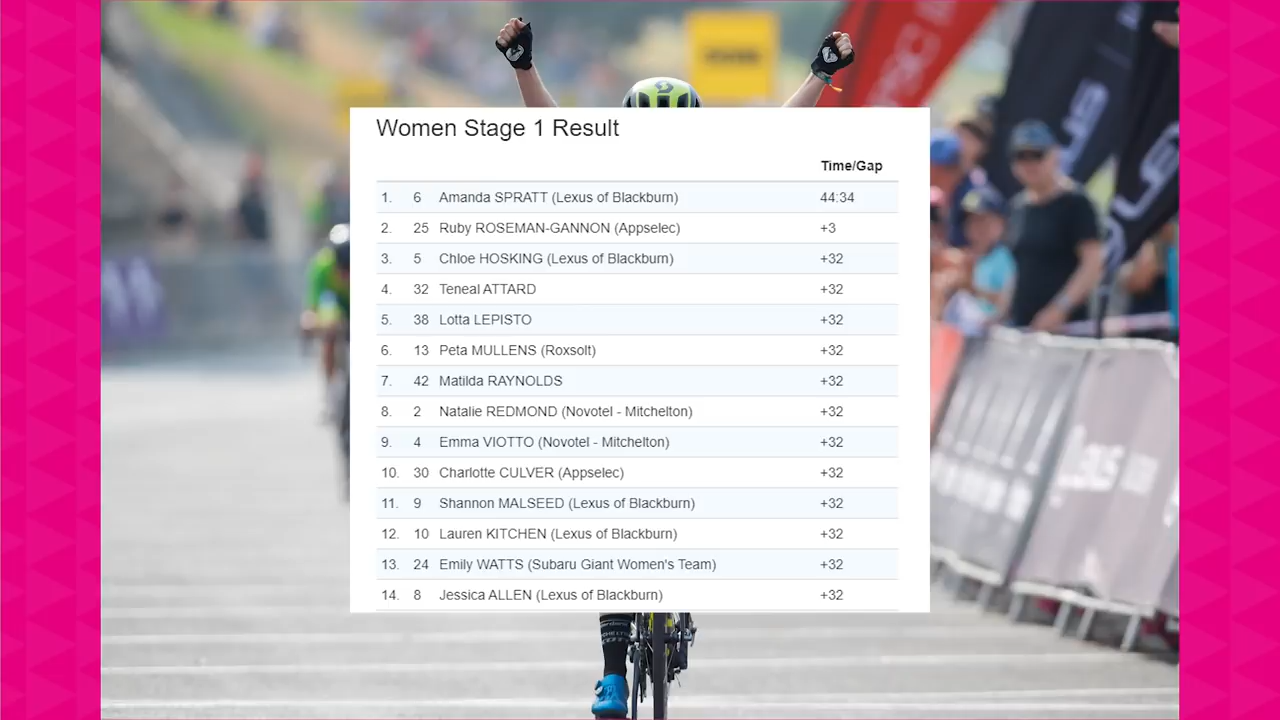 Women Stage 1 Result
Time/Gap
1. 6 Amanda SPRATT (Lexus of Blackburn) 44:34
2. 25 Ruby ROSEMAN-GANNON (Appselec) +3
3. 5 Chloe HOSKING (Lexus of Blackburn) +32
4. 32 Teneal ATTARD +32
5. 38 Lotta LEPISTO +32
6. 13 Peta MULLENS (Roxsolt) +32
7. 42 Matilda RAYNOLDS +32
8. 2 Natalie REDMOND (Novotel - Mitchelton) +32
9. 4 Emma VIOTTO (Novotel - Mitchelton) +32
10. 30 Charlotte CULVER (Appselec) +32
11. 9 Shannon MALSEED (Lexus of Blackburn) +32
12. 10 Lauren KITCHEN (Lexus of Blackburn) +32
13. 24 Emily WATTS (Subaru Giant Women's Team) +32
14. 8 Jessica ALLEN (Lexus of Blackburn) +32